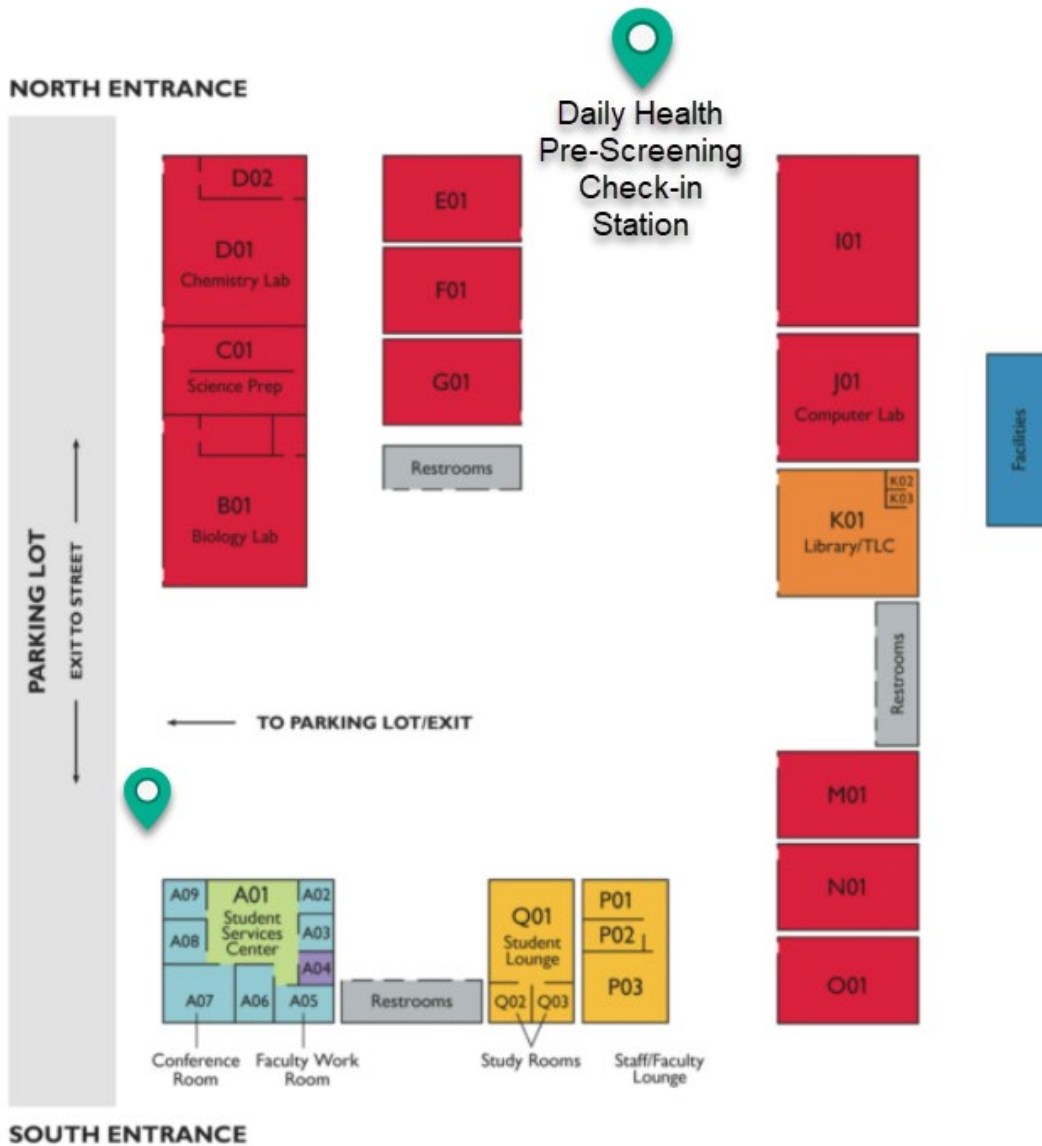 NORTH ENTRANCE
Daily Health
Pre-Screening
Check-in
Station
PARKING LOT
EXIT TO STREET
D02
D01
Chemistry Lab
C01
Science Prep
B01
Biology Lab
E01
F01
G01
Restrooms
I01
J01
Computer Lab
K02
K03
K01
Library/TLC
Facilities
Restrooms
TO PARKING LOT/EXIT
M01
N01
O01
A09
A01
Student
Services
Center
A02
A03
A08
A04
A07
A06
A05
Conference
Room
Faculty Work
Room
Restrooms
Q01
Student
Lounge
Q02
Q03
Study Rooms
P01
P02
P03
Staff/Faculty
Lounge
SOUTH ENTRANCE